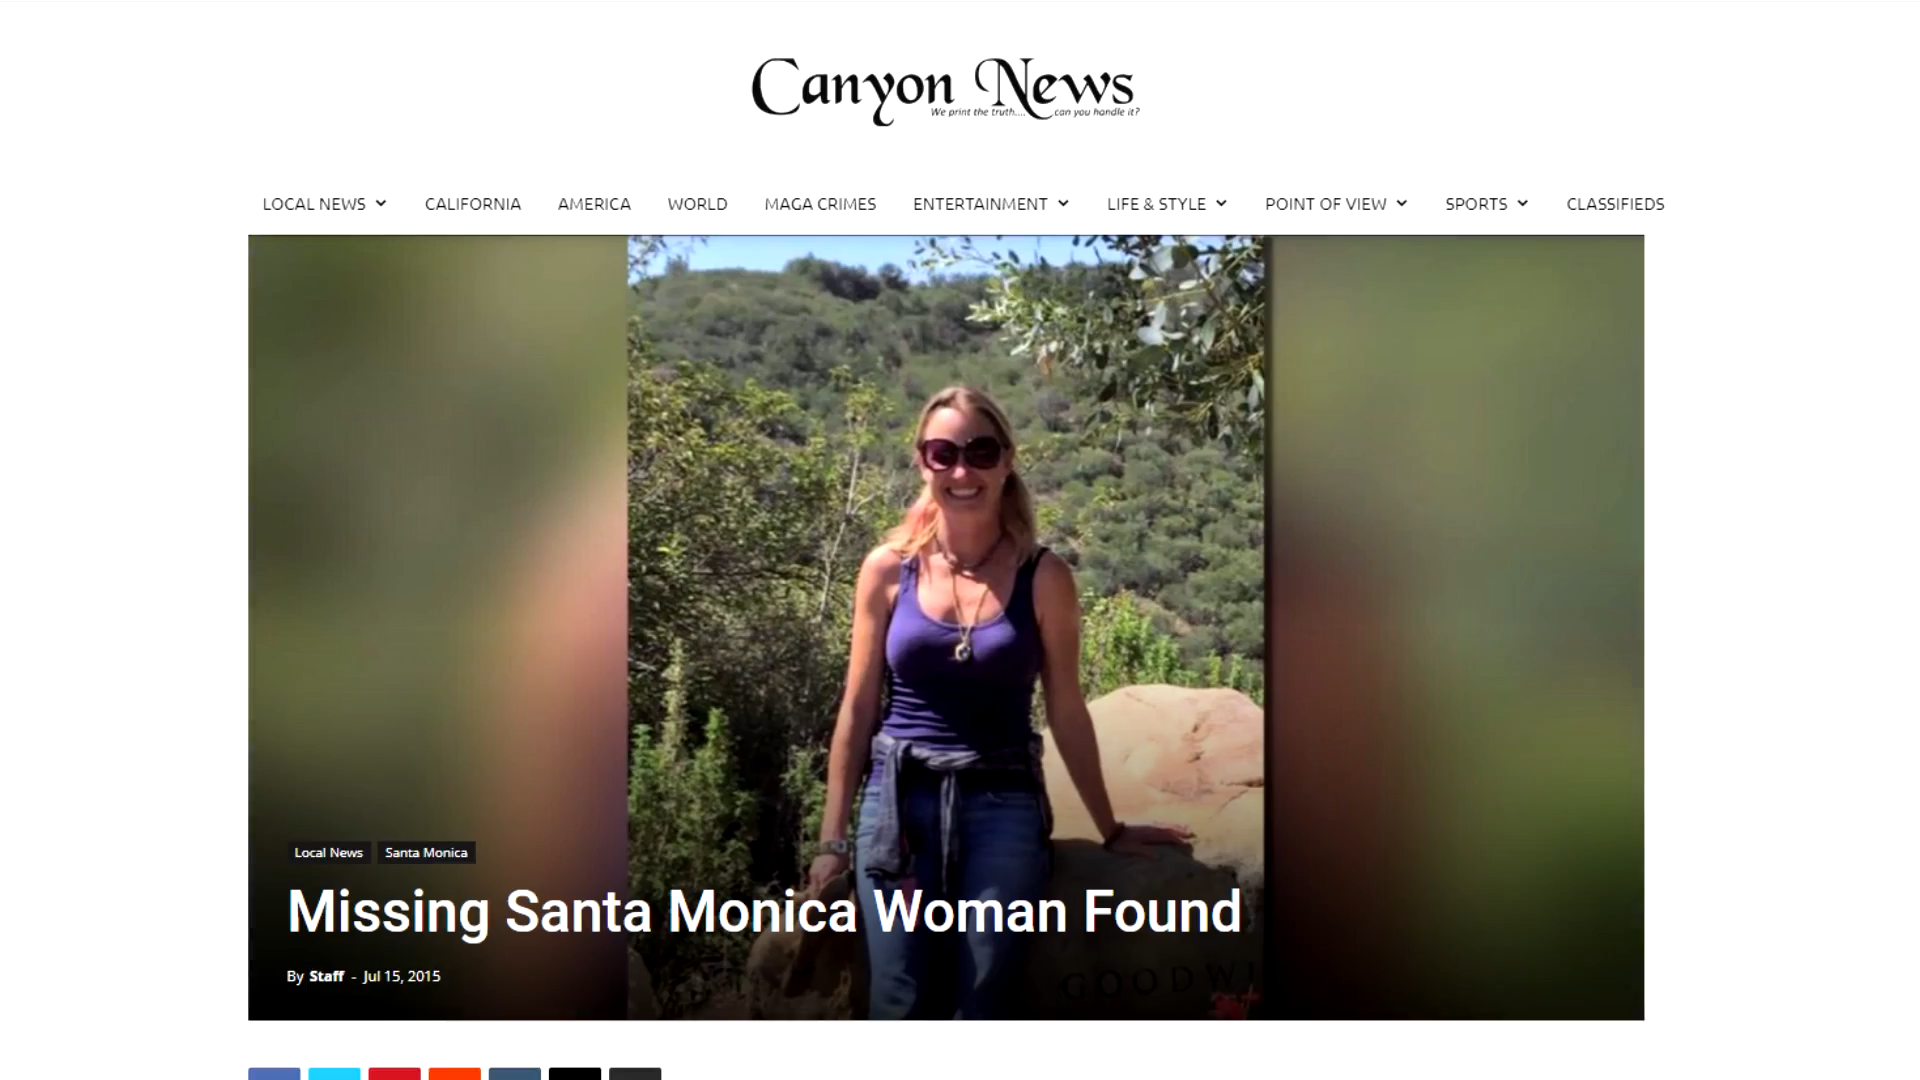 Canyon News
We print the truth.... can you handle it?
LOCAL NEWS CALIFORNIA AMERICA WORLD MAGA CRIMES ENTERTAINMENT LIFE & STYLE POINT OF VIEW SPORTS CLASSIFIEDS
Local News Santa Monica
Missing Santa Monica Woman Found
By Staff - Jul 15, 2015
GOODWI